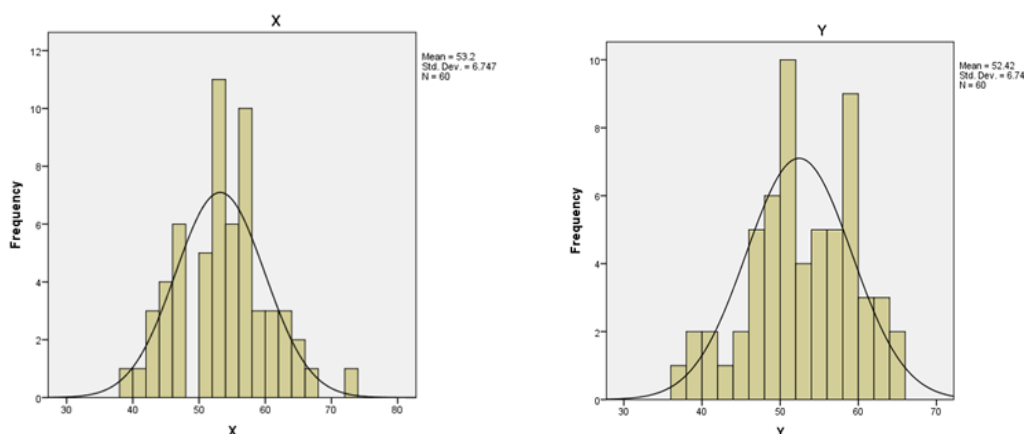 X
Mean = 53.2
Std. Dev. = 6.747
N = 60
12
10
8
6
4
2
0
Frequency
30 40 50 60 70 80
X
Y
Mean = 52.42
Std. Dev. = 6.74
N = 60
10
8
6
4
2
0
Frequency
30 40 50 60 70